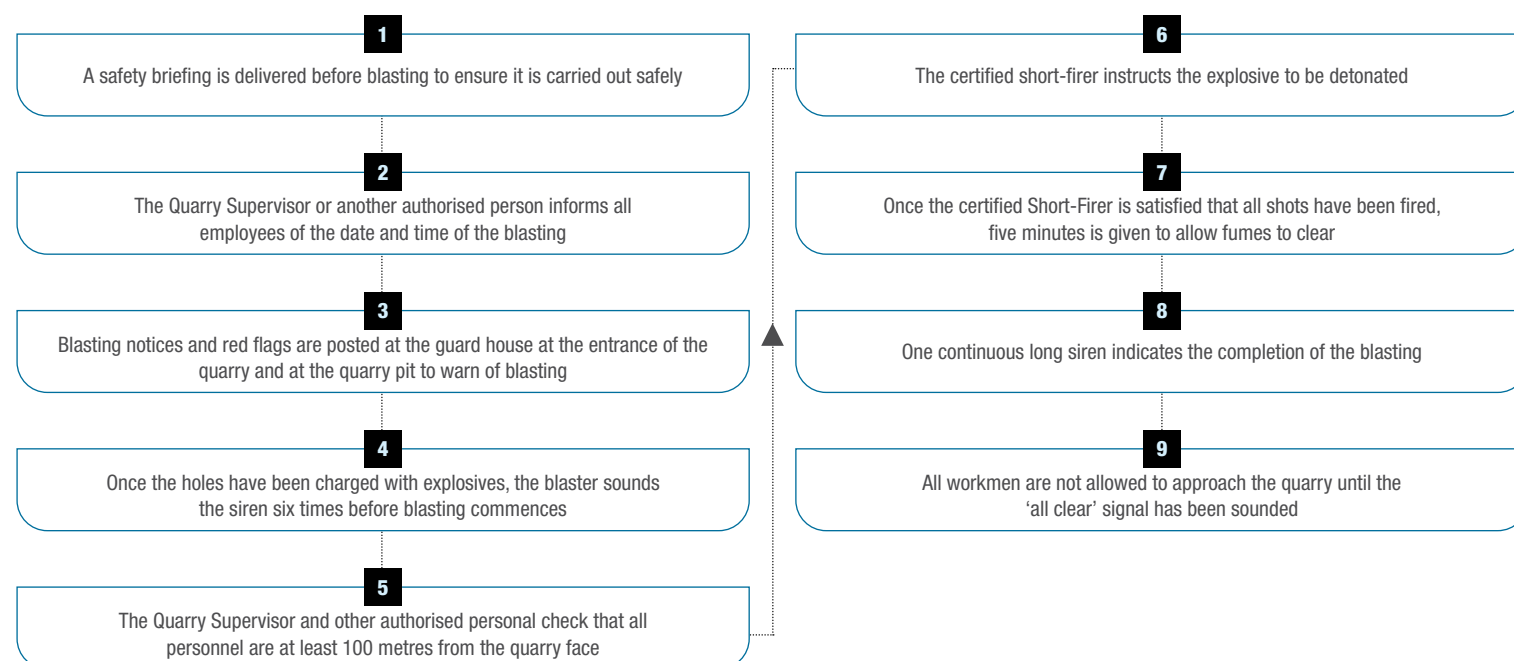 1
A safety briefing is delivered before blasting to ensure it is carried out safely
2
The Quarry Supervisor or another authorised person informs all
employees of the date and time of the blasting
3
Blasting notices and red flags are posted at the guard house at the entrance of the
quarry and at the quarry pit to warn of blasting
4
Once the holes have been charged with explosives, the blaster sounds
the siren six times before blasting commences
5
The Quarry Supervisor and other authorised personal check that all
personnel are at least 100 metres from the quarry face
6
The certified short-firer instructs the explosive to be detonated
7
Once the certified Short-Firer is satisfied that all shots have been fired,
five minutes is given to allow fumes to clear
8
One continuous long siren indicates the completion of the blasting
9
All workmen are not allowed to approach the quarry until the
‘all clear’ signal has been sounded